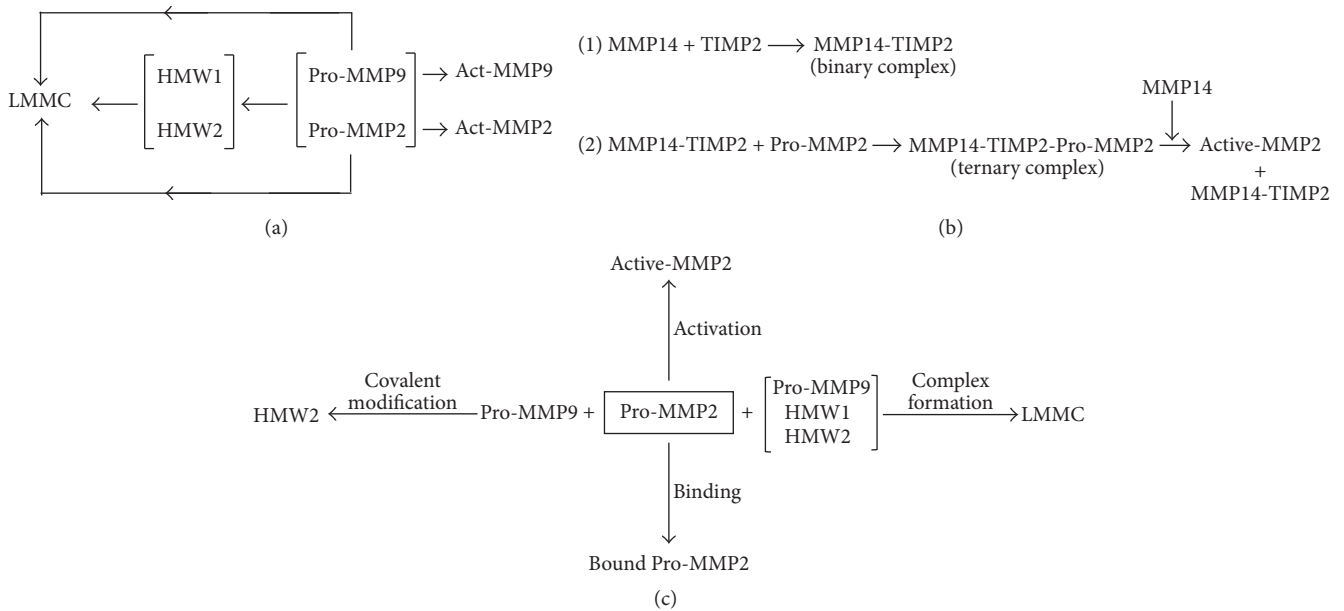 HMW1
Pro-MMP9
Act-MMP9
LMMC
HMW2
Pro-MMP2
Act-MMP2
(a)
(1) MMP14 + TIMP2
MMP14-TIMP2
(binary complex)
MMP14
(2) MMP14-TIMP2 + Pro-MMP2
MMP14-TIMP2-Pro-MMP2
(ternary complex)
Active-MMP2
+
MMP14-TIMP2
(b)
Active-MMP2
Activation
HMW2
Covalent
modification
Pro-MMP9 +
Pro-MMP2
+
Pro-MMP9
HMW1
HMW2
Complex
formation
LMMC
Binding
Bound Pro-MMP2
(c)